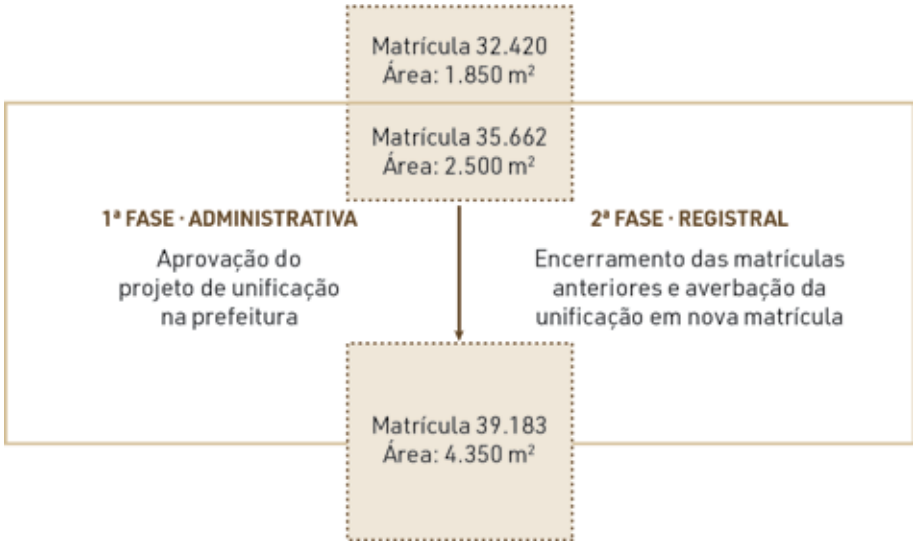 Matrícula 32.420
Área: 1.850 m²
Matrícula 35.662
Área: 2.500 m²
1ª FASE · ADMINISTRATIVA
Aprovação do
projeto de unificação
na prefeitura
2ª FASE · REGISTRAL
Encerramento das matrículas
anteriores e averbação da
unificação em nova matrícula
Matrícula 39.183
Área: 4.350 m²